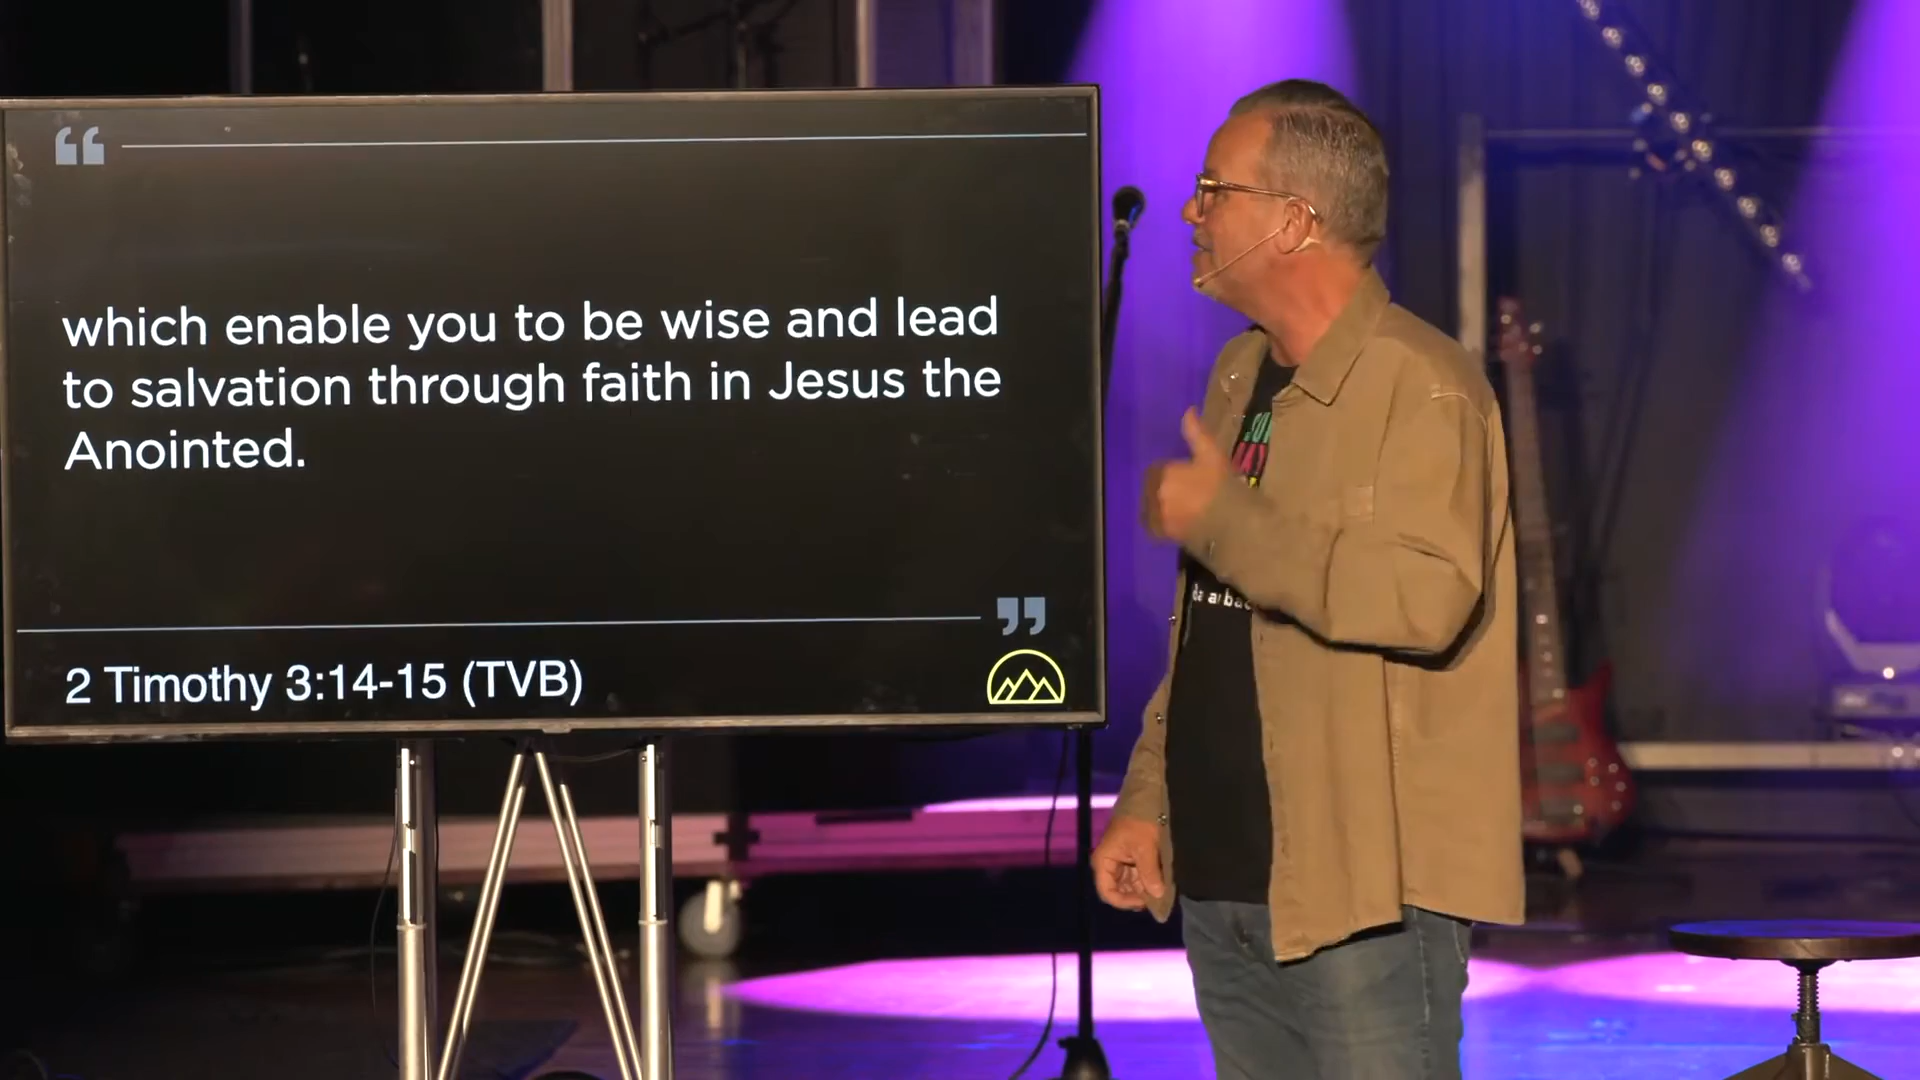 “
which enable you to be wise and lead
to salvation through faith in Jesus the
Anointed.
”
2 Timothy 3:14-15 (TVB)